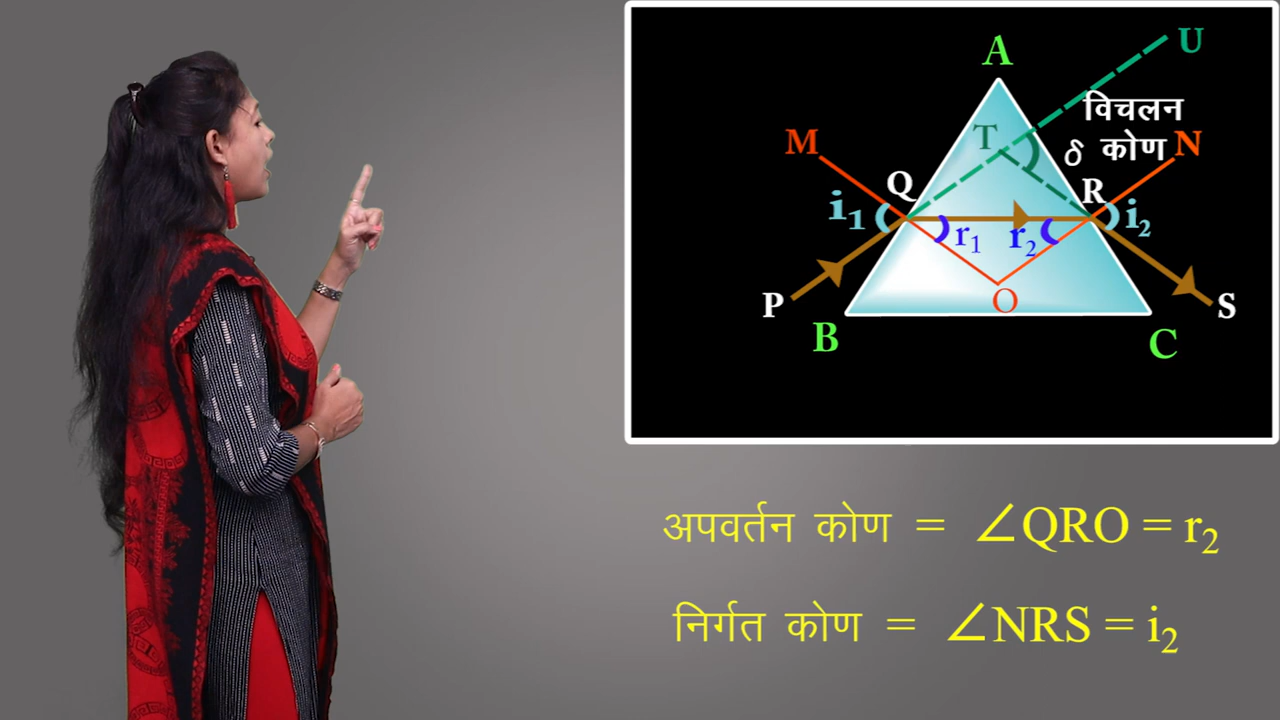 A
U
विचलन
M
T
δ कोण N
Q
R
i₁
i₂
r₁
r₂
P
O
S
B
C
अपवर्तन कोण = ∠QRO = r₂
निर्गत कोण = ∠NRS = i₂